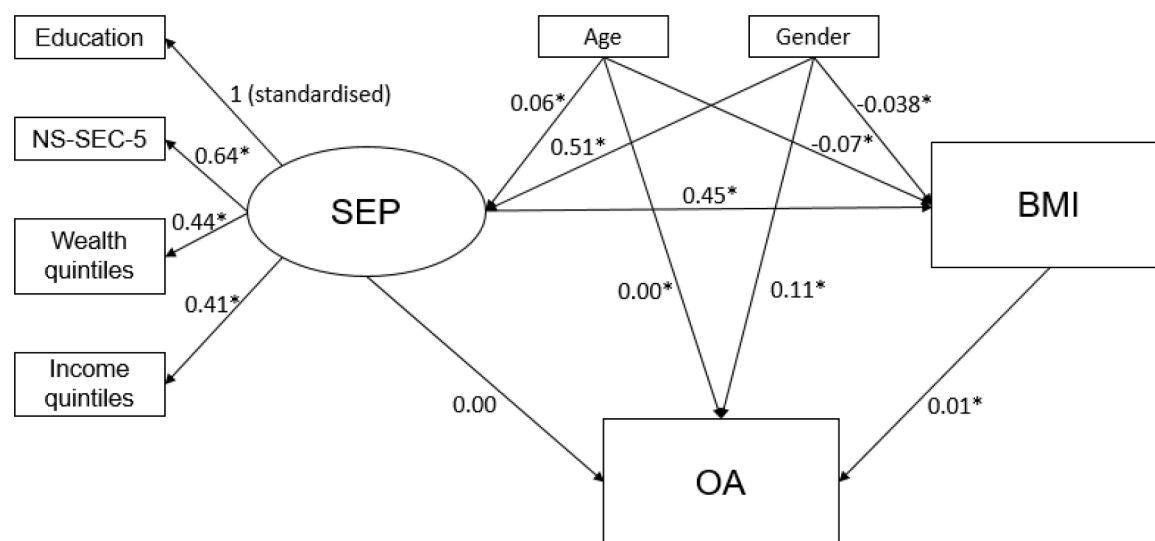 Education
Age
Gender
1 (standardised)
NS-SEC-5
0.64*
0.06*
0.51*
-0.038*
-0.07*
SEP
0.45*
BMI
0.44*
Wealth
quintiles
0.41*
0.00*
0.11*
Income
quintiles
0.00
0.01*
OA